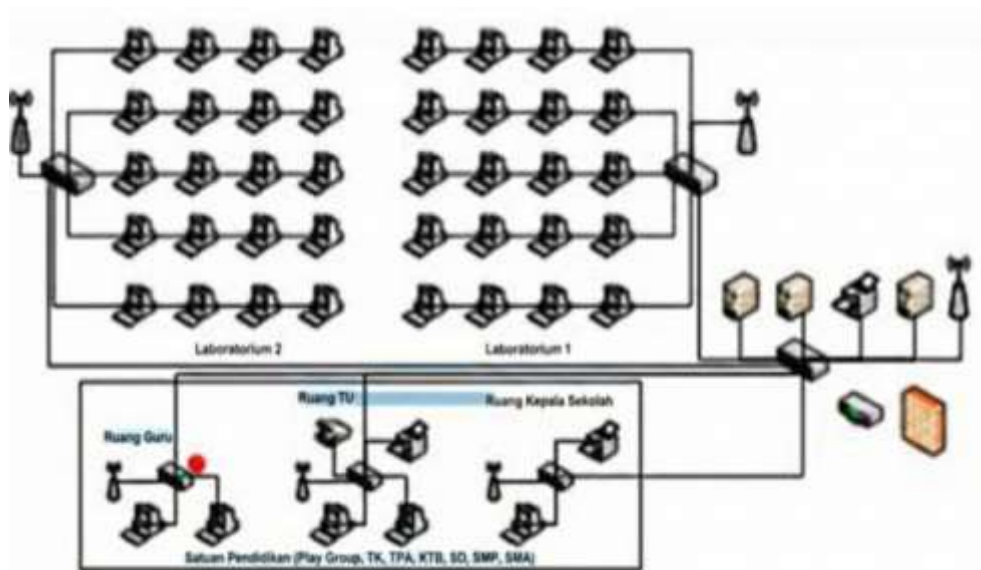 Laboratorium 2
Laboratorium 1
Ruang TU
Ruang Kepala Sekolah
Ruang Guru
Satuan Pendidikan (Play Group, TK, TPA, KTB, SD, SMP, SMA)